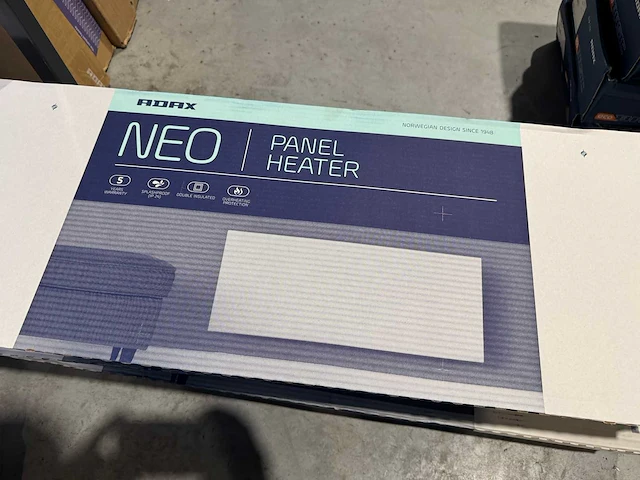 ADAX
NORWEGIAN DESIGN SINCE 1948
NEO
PANEL
HEATER
5
YEARS
WARRANTY
SPLASHPROOF
(IP 24)
DOUBLE INSULATED
OVERHEATING
PROTECTION